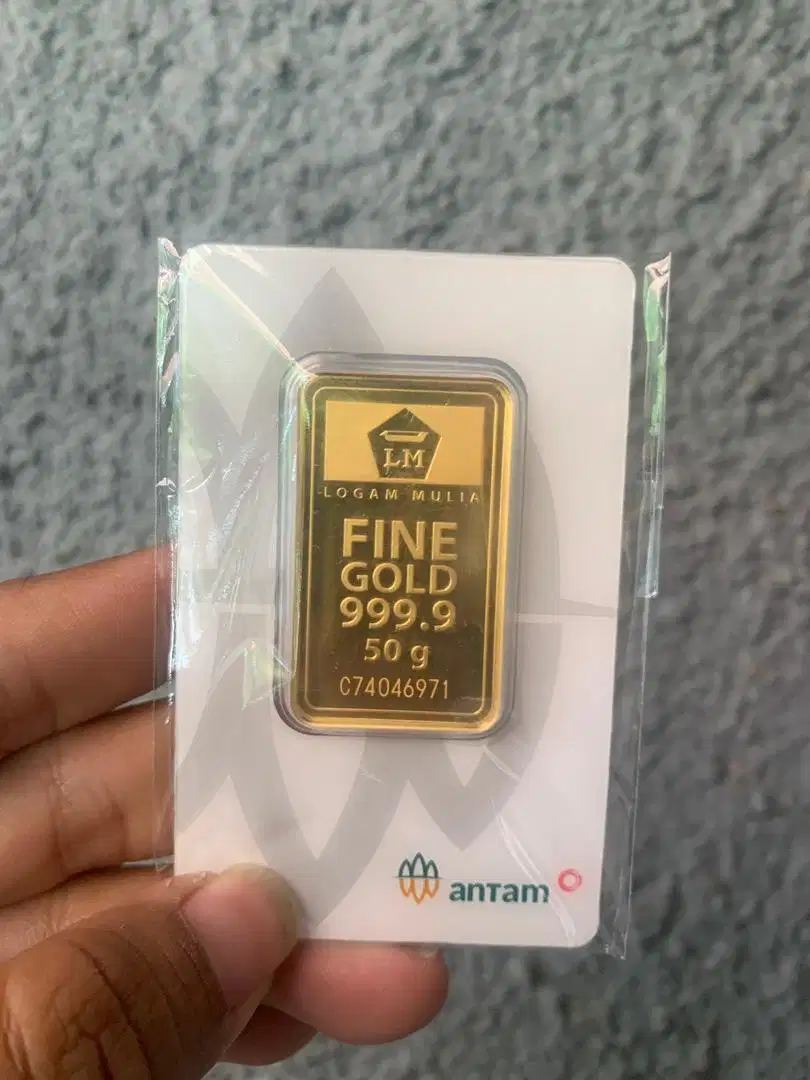 LM
LOGAM MULIA
FINE
GOLD
999.9
50 g
C74046971
antam